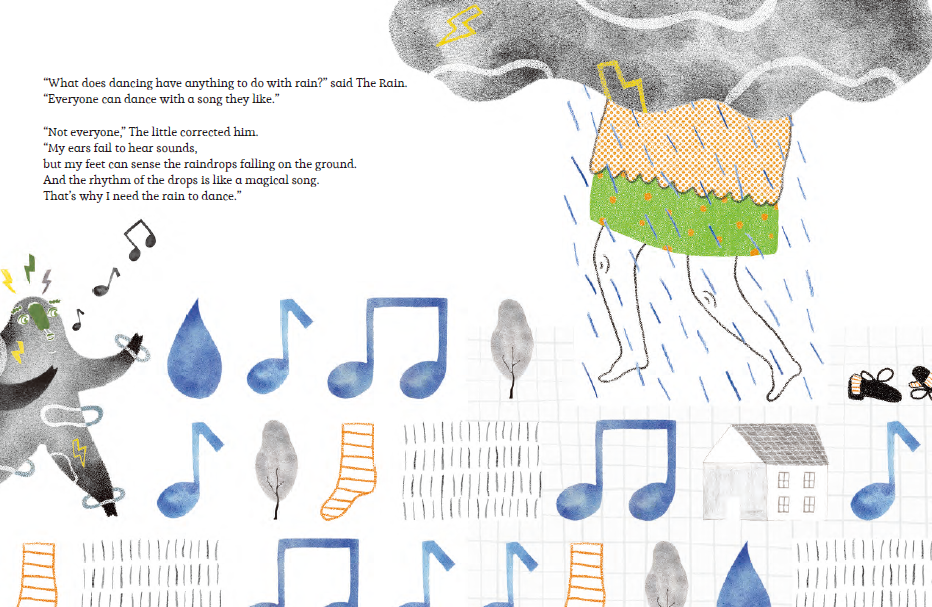 “What does dancing have anything to do with rain?” said The Rain.
“Everyone can dance with a song they like.”
“Not everyone,” The little corrected him.
“My ears fail to hear sounds,
but my feet can sense the raindrops falling on the ground.
And the rhythm of the drops is like a magical song.
That’s why I need the rain to dance.”